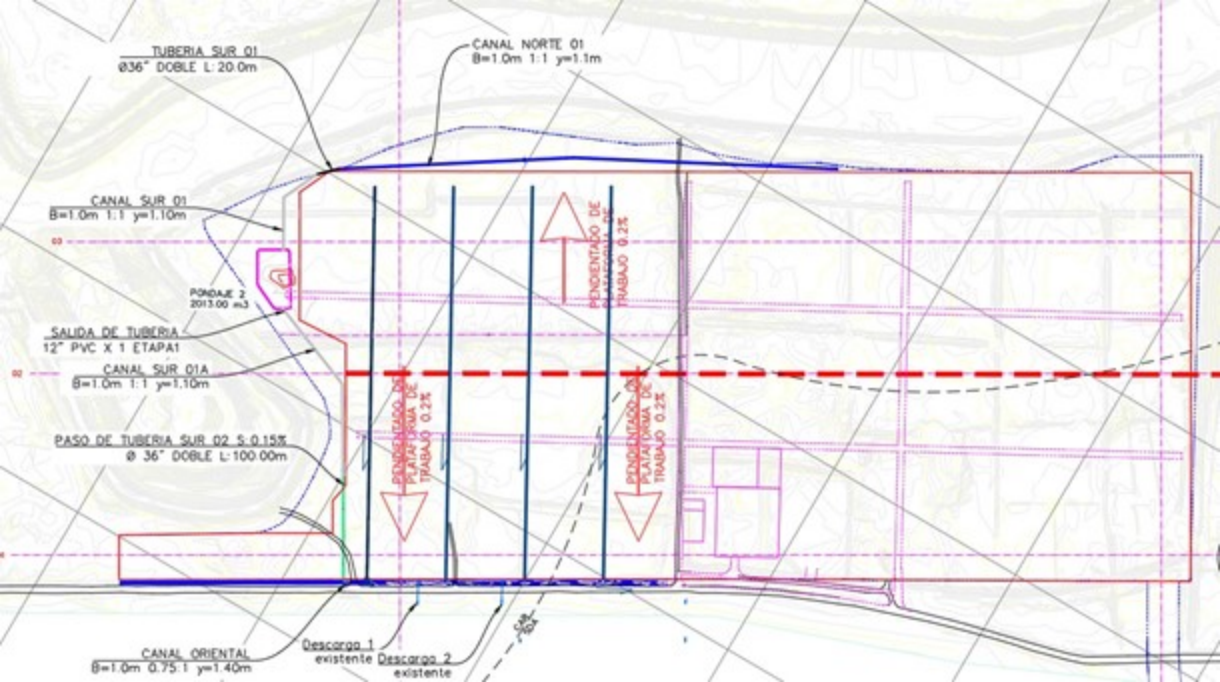 TUBERIA SUR 01
Ø36" DOBLE L: 20.0m
CANAL NORTE 01
B=1.0m 1:1 y=1.1m
CANAL SUR 01
B=1.0m 1:1 y=1.10m
03
PENDIENTADO DE
PLATAFORMA DE
TRABAJO 0.2%
PONDAJE 2
2013.00 m3
SALIDA DE TUBERIA
12" PVC X 1 ETAPA1
CANAL SUR 01A
B=1.0m 1:1 y=1.10m
02
PENDIENTADO DE
PLATAFORMA DE
TRABAJO 0.2%
PENDIENTADO DE
PLATAFORMA DE
TRABAJO 0.2%
PASO DE TUBERIA SUR 02 S:0.15%
Ø 36" DOBLE L: 100.00m
CANAL ORIENTAL
B=1.0m 0.75:1 y=1.40m
Descarga 1
existente
Descarga 2
existente